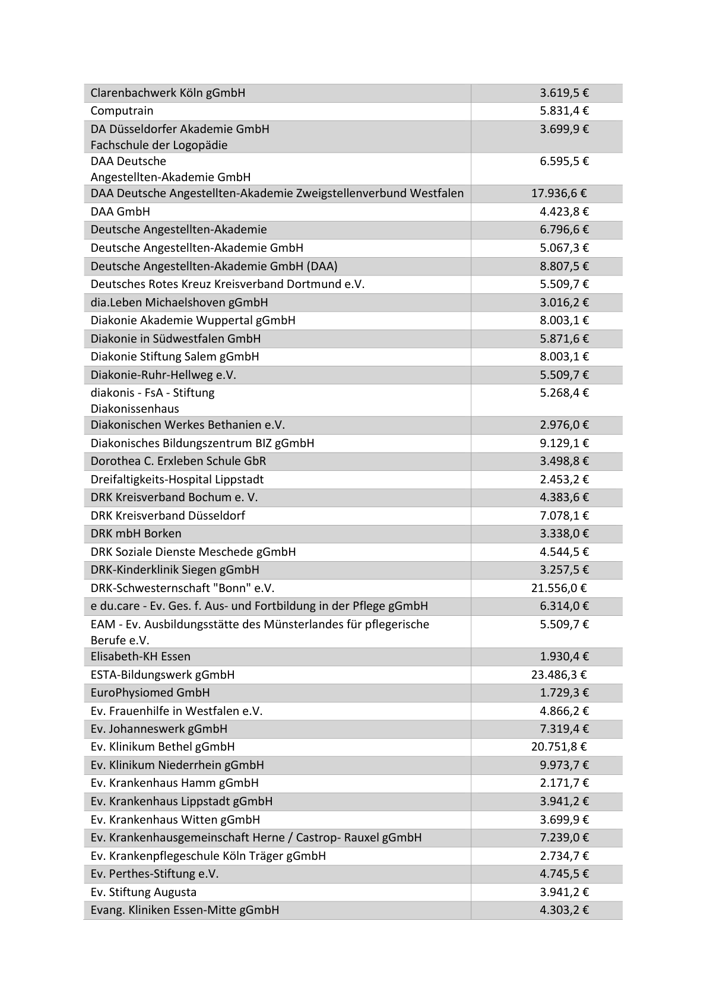 Clarenbachwerk Köln gGmbH 3.619,5 €
Computrain 5.831,4 €
DA Düsseldorfer Akademie GmbH 3.699,9 €
Fachschule der Logopädie
DAA Deutsche 6.595,5 €
Angestellten-Akademie GmbH
DAA Deutsche Angestellten-Akademie Zweigstellenverbund Westfalen 17.936,6 €
DAA GmbH 4.423,8 €
Deutsche Angestellten-Akademie 6.796,6 €
Deutsche Angestellten-Akademie GmbH 5.067,3 €
Deutsche Angestellten-Akademie GmbH (DAA) 8.807,5 €
Deutsches Rotes Kreuz Kreisverband Dortmund e.V. 5.509,7 €
dia.Leben Michaelshoven gGmbH 3.016,2 €
Diakonie Akademie Wuppertal gGmbH 8.003,1 €
Diakonie in Südwestfalen GmbH 5.871,6 €
Diakonie Stiftung Salem gGmbH 8.003,1 €
Diakonie-Ruhr-Hellweg e.V. 5.509,7 €
diakonis - FsA - Stiftung 5.268,4 €
Diakonissenhaus
Diakonischen Werkes Bethanien e.V. 2.976,0 €
Diakonisches Bildungszentrum BIZ gGmbH 9.129,1 €
Dorothea C. Erxleben Schule GbR 3.498,8 €
Dreifaltigkeits-Hospital Lippstadt 2.453,2 €
DRK Kreisverband Bochum e. V. 4.383,6 €
DRK Kreisverband Düsseldorf 7.078,1 €
DRK mbH Borken 3.338,0 €
DRK Soziale Dienste Meschede gGmbH 4.544,5 €
DRK-Kinderklinik Siegen gGmbH 3.257,5 €
DRK-Schwesternschaft "Bonn" e.V. 21.556,0 €
e du.care - Ev. Ges. f. Aus- und Fortbildung in der Pflege gGmbH 6.314,0 €
EAM - Ev. Ausbildungsstätte des Münsterlandes für pflegerische 5.509,7 €
Berufe e.V.
Elisabeth-KH Essen 1.930,4 €
ESTA-Bildungswerk gGmbH 23.486,3 €
EuroPhysiomed GmbH 1.729,3 €
Ev. Frauenhilfe in Westfalen e.V. 4.866,2 €
Ev. Johanneswerk gGmbH 7.319,4 €
Ev. Klinikum Bethel gGmbH 20.751,8 €
Ev. Klinikum Niederrhein gGmbH 9.973,7 €
Ev. Krankenhaus Hamm gGmbH 2.171,7 €
Ev. Krankenhaus Lippstadt gGmbH 3.941,2 €
Ev. Krankenhaus Witten gGmbH 3.699,9 €
Ev. Krankenhausgemeinschaft Herne / Castrop- Rauxel gGmbH 7.239,0 €
Ev. Krankenpflegeschule Köln Träger gGmbH 2.734,7 €
Ev. Perthes-Stiftung e.V. 4.745,5 €
Ev. Stiftung Augusta 3.941,2 €
Evang. Kliniken Essen-Mitte gGmbH 4.303,2 €